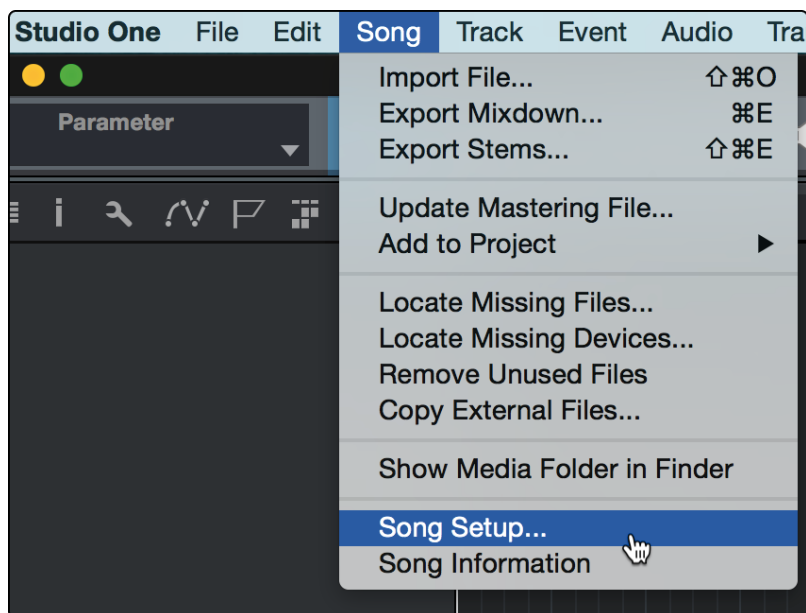 Studio One File Edit Song Track Event Audio Tra
Parameter
Import File... ⇧⌘O
Export Mixdown... ⌘E
Export Stems... ⇧⌘E
Update Mastering File...
Add to Project
Locate Missing Files...
Locate Missing Devices...
Remove Unused Files
Copy External Files...
Show Media Folder in Finder
Song Setup...
Song Information